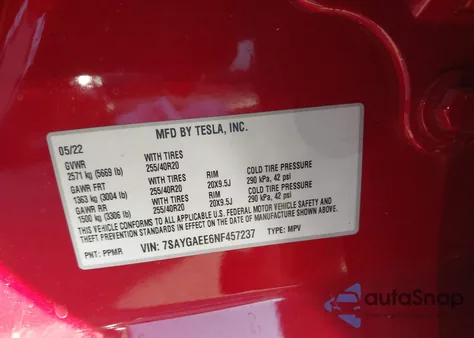 MFD BY TESLA, INC.
05/22
GVWR WITH TIRES
2571 kg (5669 lb) 255/40R20
GAWR FRT WITH TIRES RIM COLD TIRE PRESSURE
1363 kg (3004 lb) 255/40R20 20X9.5J 290 kPa, 42 psi
GAWR RR WITH TIRES RIM COLD TIRE PRESSURE
1500 kg (3306 lb) 255/40R20 20X9.5J 290 kPa, 42 psi
THIS VEHICLE CONFORMS TO ALL APPLICABLE U.S. FEDERAL MOTOR VEHICLE SAFETY
STANDARDS IN EFFECT ON THE DATE OF MANUFACTURE SHOWN ABOVE.
PNT: PPMR VIN: 7SAYGAEE6NF457237 TYPE: MPV
autoSnap